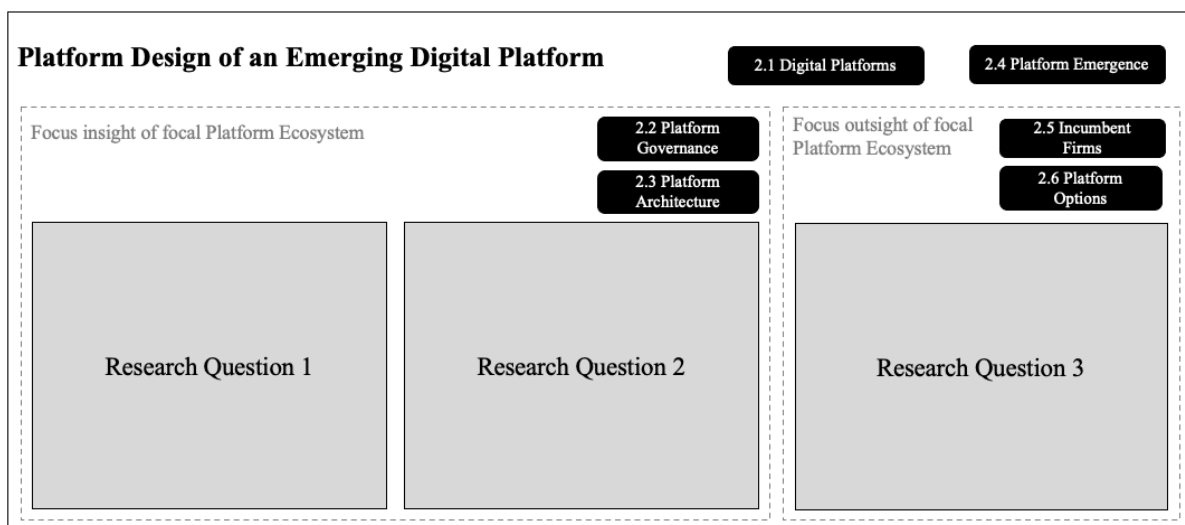 Platform Design of an Emerging Digital Platform
2.1 Digital Platforms
2.4 Platform Emergence
Focus insight of focal Platform Ecosystem
2.2 Platform
Governance
2.3 Platform
Architecture
Research Question 1
Research Question 2
Focus outsight of focal
Platform Ecosystem
2.5 Incumbent
Firms
2.6 Platform
Options
Research Question 3